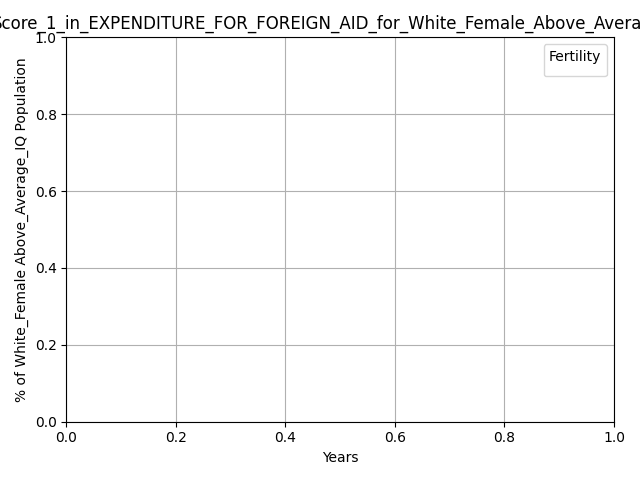 Score_1_in_EXPENDITURE_FOR_FOREIGN_AID_for_White_Female_Above_Avera
Fertility
% of White_Female Above_Average_IQ Population
1.0
0.8
0.6
0.4
0.2
0.0
0.0 0.2 0.4 0.6 0.8 1.0
Years